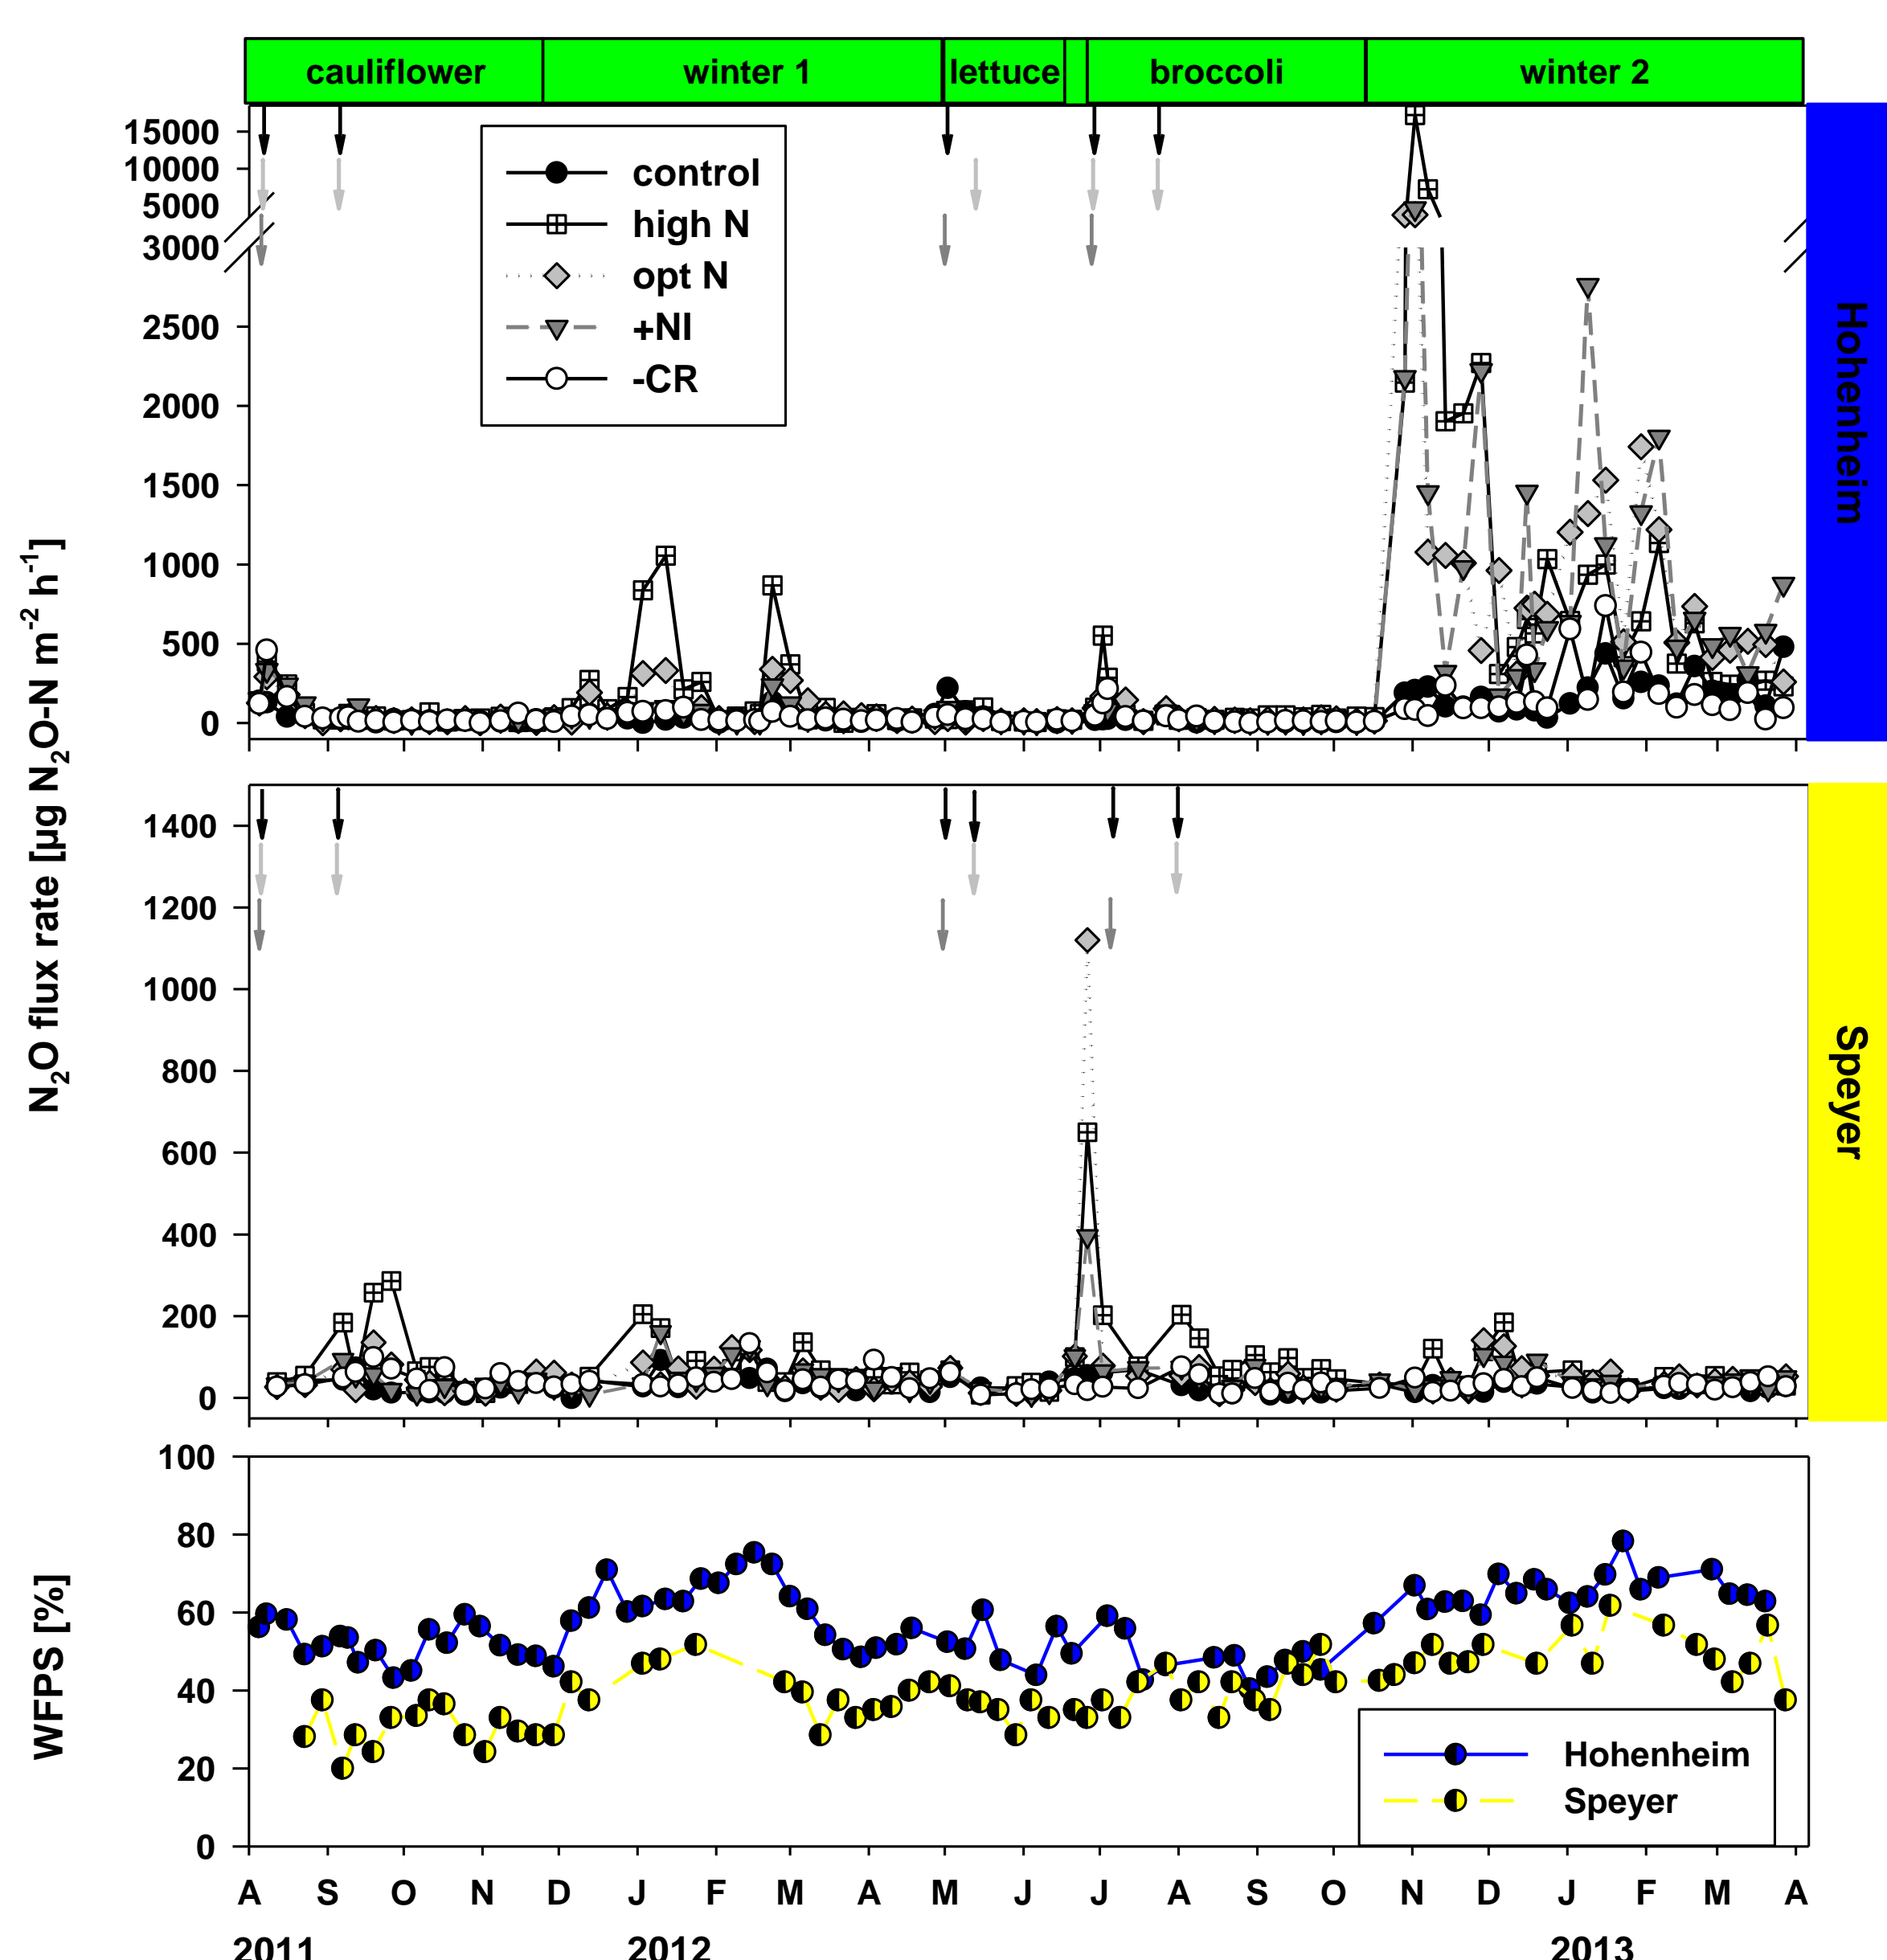 cauliflower winter 1 lettuce broccoli winter 2
15000
10000
5000
3000
2500
2000
1500
1000
500
0
control
high N
opt N
+NI
-CR
Hohenheim
N₂O flux rate [µg N₂O-N m⁻² h⁻¹]
1400
1200
1000
800
600
400
200
0
Speyer
WFPS [%]
100
80
60
40
20
0
Hohenheim
Speyer
A S O N D J F M A M J J A S O N D J F M A
2011 2012 2013